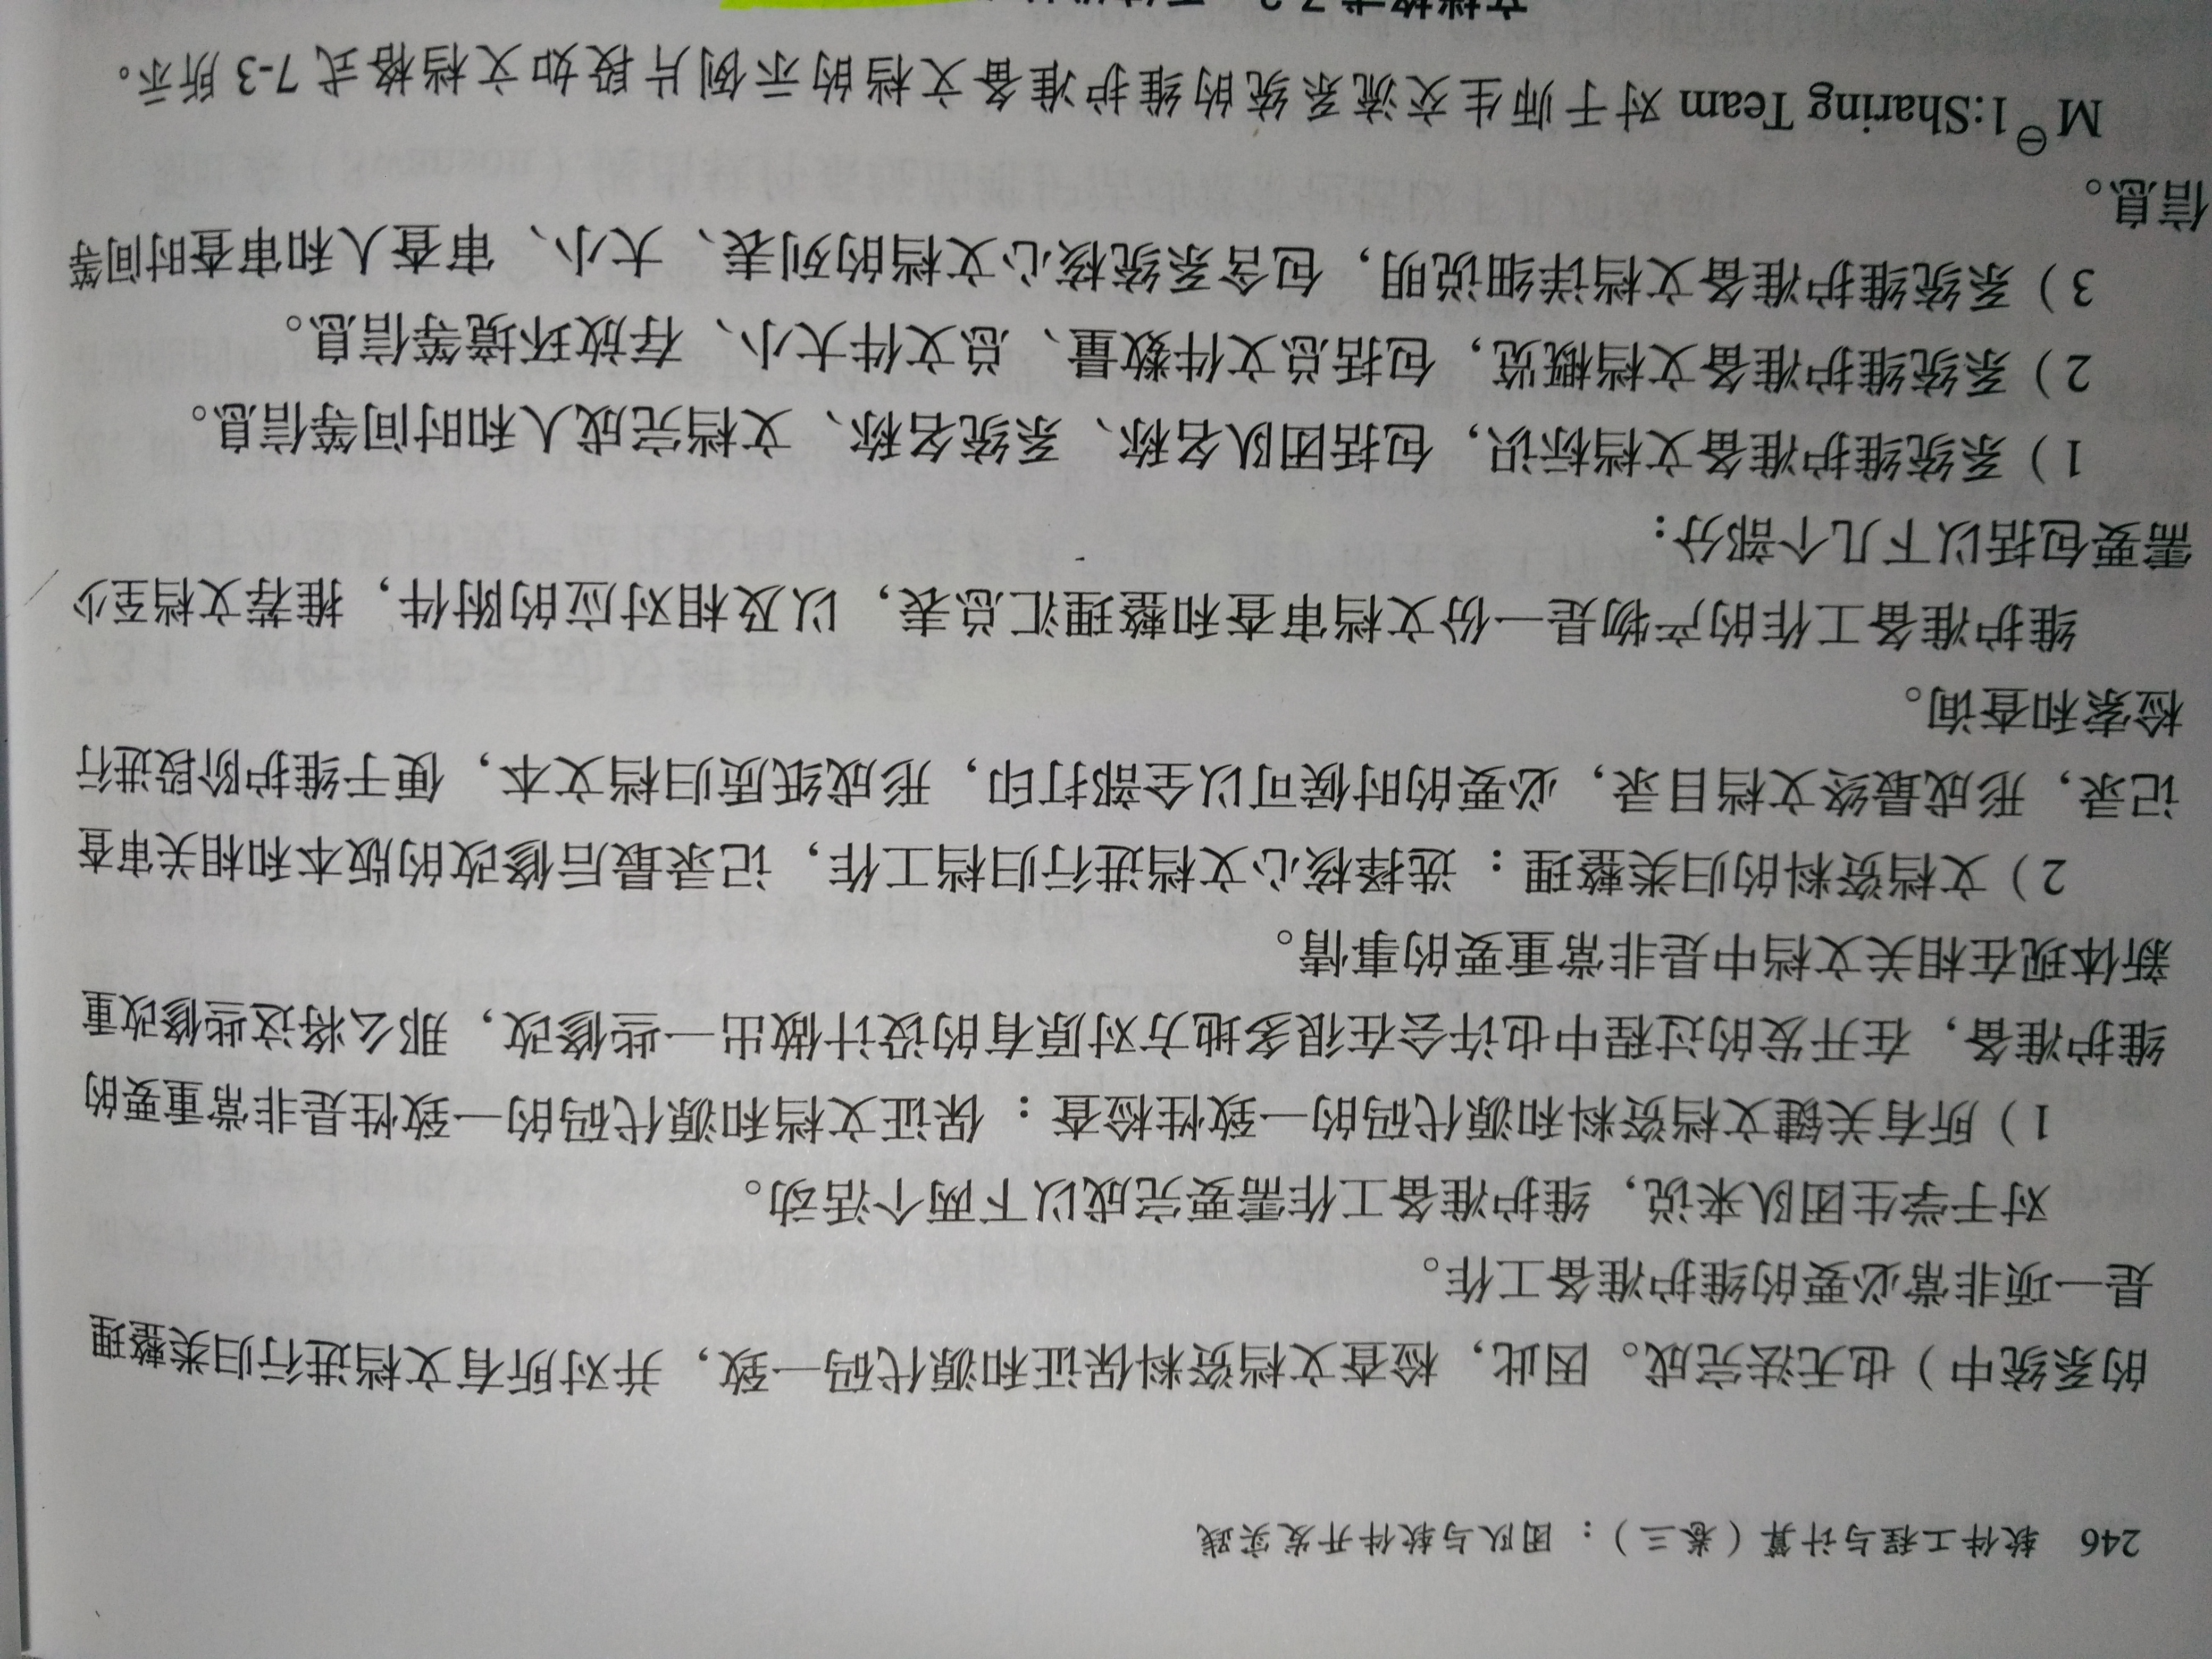 246 软件工程与计算（卷三）：团队与软件开发实践
的系统中）也无法完成。因此，检查文档资料保证和源代码一致，并对所有文档进行归类整理
是一项非常必要的维护准备工作。
对于学生团队来说，维护准备工作需要完成以下两个活动。
1）所有关键文档资料和源代码的一致性检查：保证文档和源代码的一致性是非常重要的
维护准备，在开发的过程中也许会在很多地方对原有的设计做出一些修改，那么将这些修改重
新体现在相关文档中是非常重要的事情。
2）文档资料的归类整理：选择核心文档进行归档工作，记录最后修改的版本和相关审查
记录，形成最终文档目录，必要的时候可以全部打印，形成纸质归档文本，便于维护阶段进行
检索和查询。
维护准备工作的产物是一份文档审查和整理汇总表，以及相对应的附件，推荐文档至少
需要包括以下几个部分：
1）系统维护准备文档标识，包括团队名称、系统名称、文档完成人和时间等信息。
2）系统维护准备文档概览，包括总文件数量、总文件大小、存放环境等信息。
3）系统维护准备文档详细说明，包含系统核心文档的列表、大小、审查人和审查时间等
信息。
M⊖1:Sharing Team 对于师生交流系统的维护准备文档的示例片段如文档格式 7-3 所示。